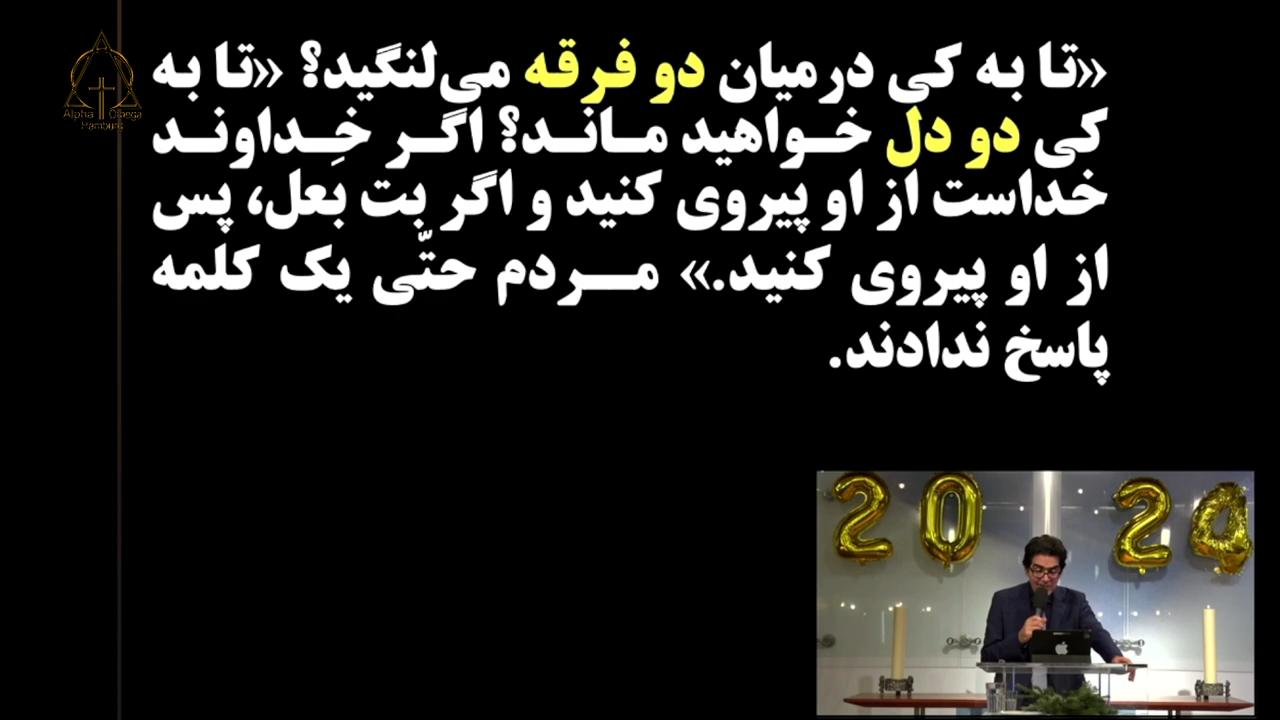 «تا به کی درمیان دو فرقه می‌لنگید؟ «تا به
کی دو دل خواهید ماند؟ اگر خِداوند
خداست از او پیروی کنید و اگر بت بعل، پس
از او پیروی کنید.» مردم حتّی یک کلمه
پاسخ ندادند.
Alpha Omega
Hamburg
2024